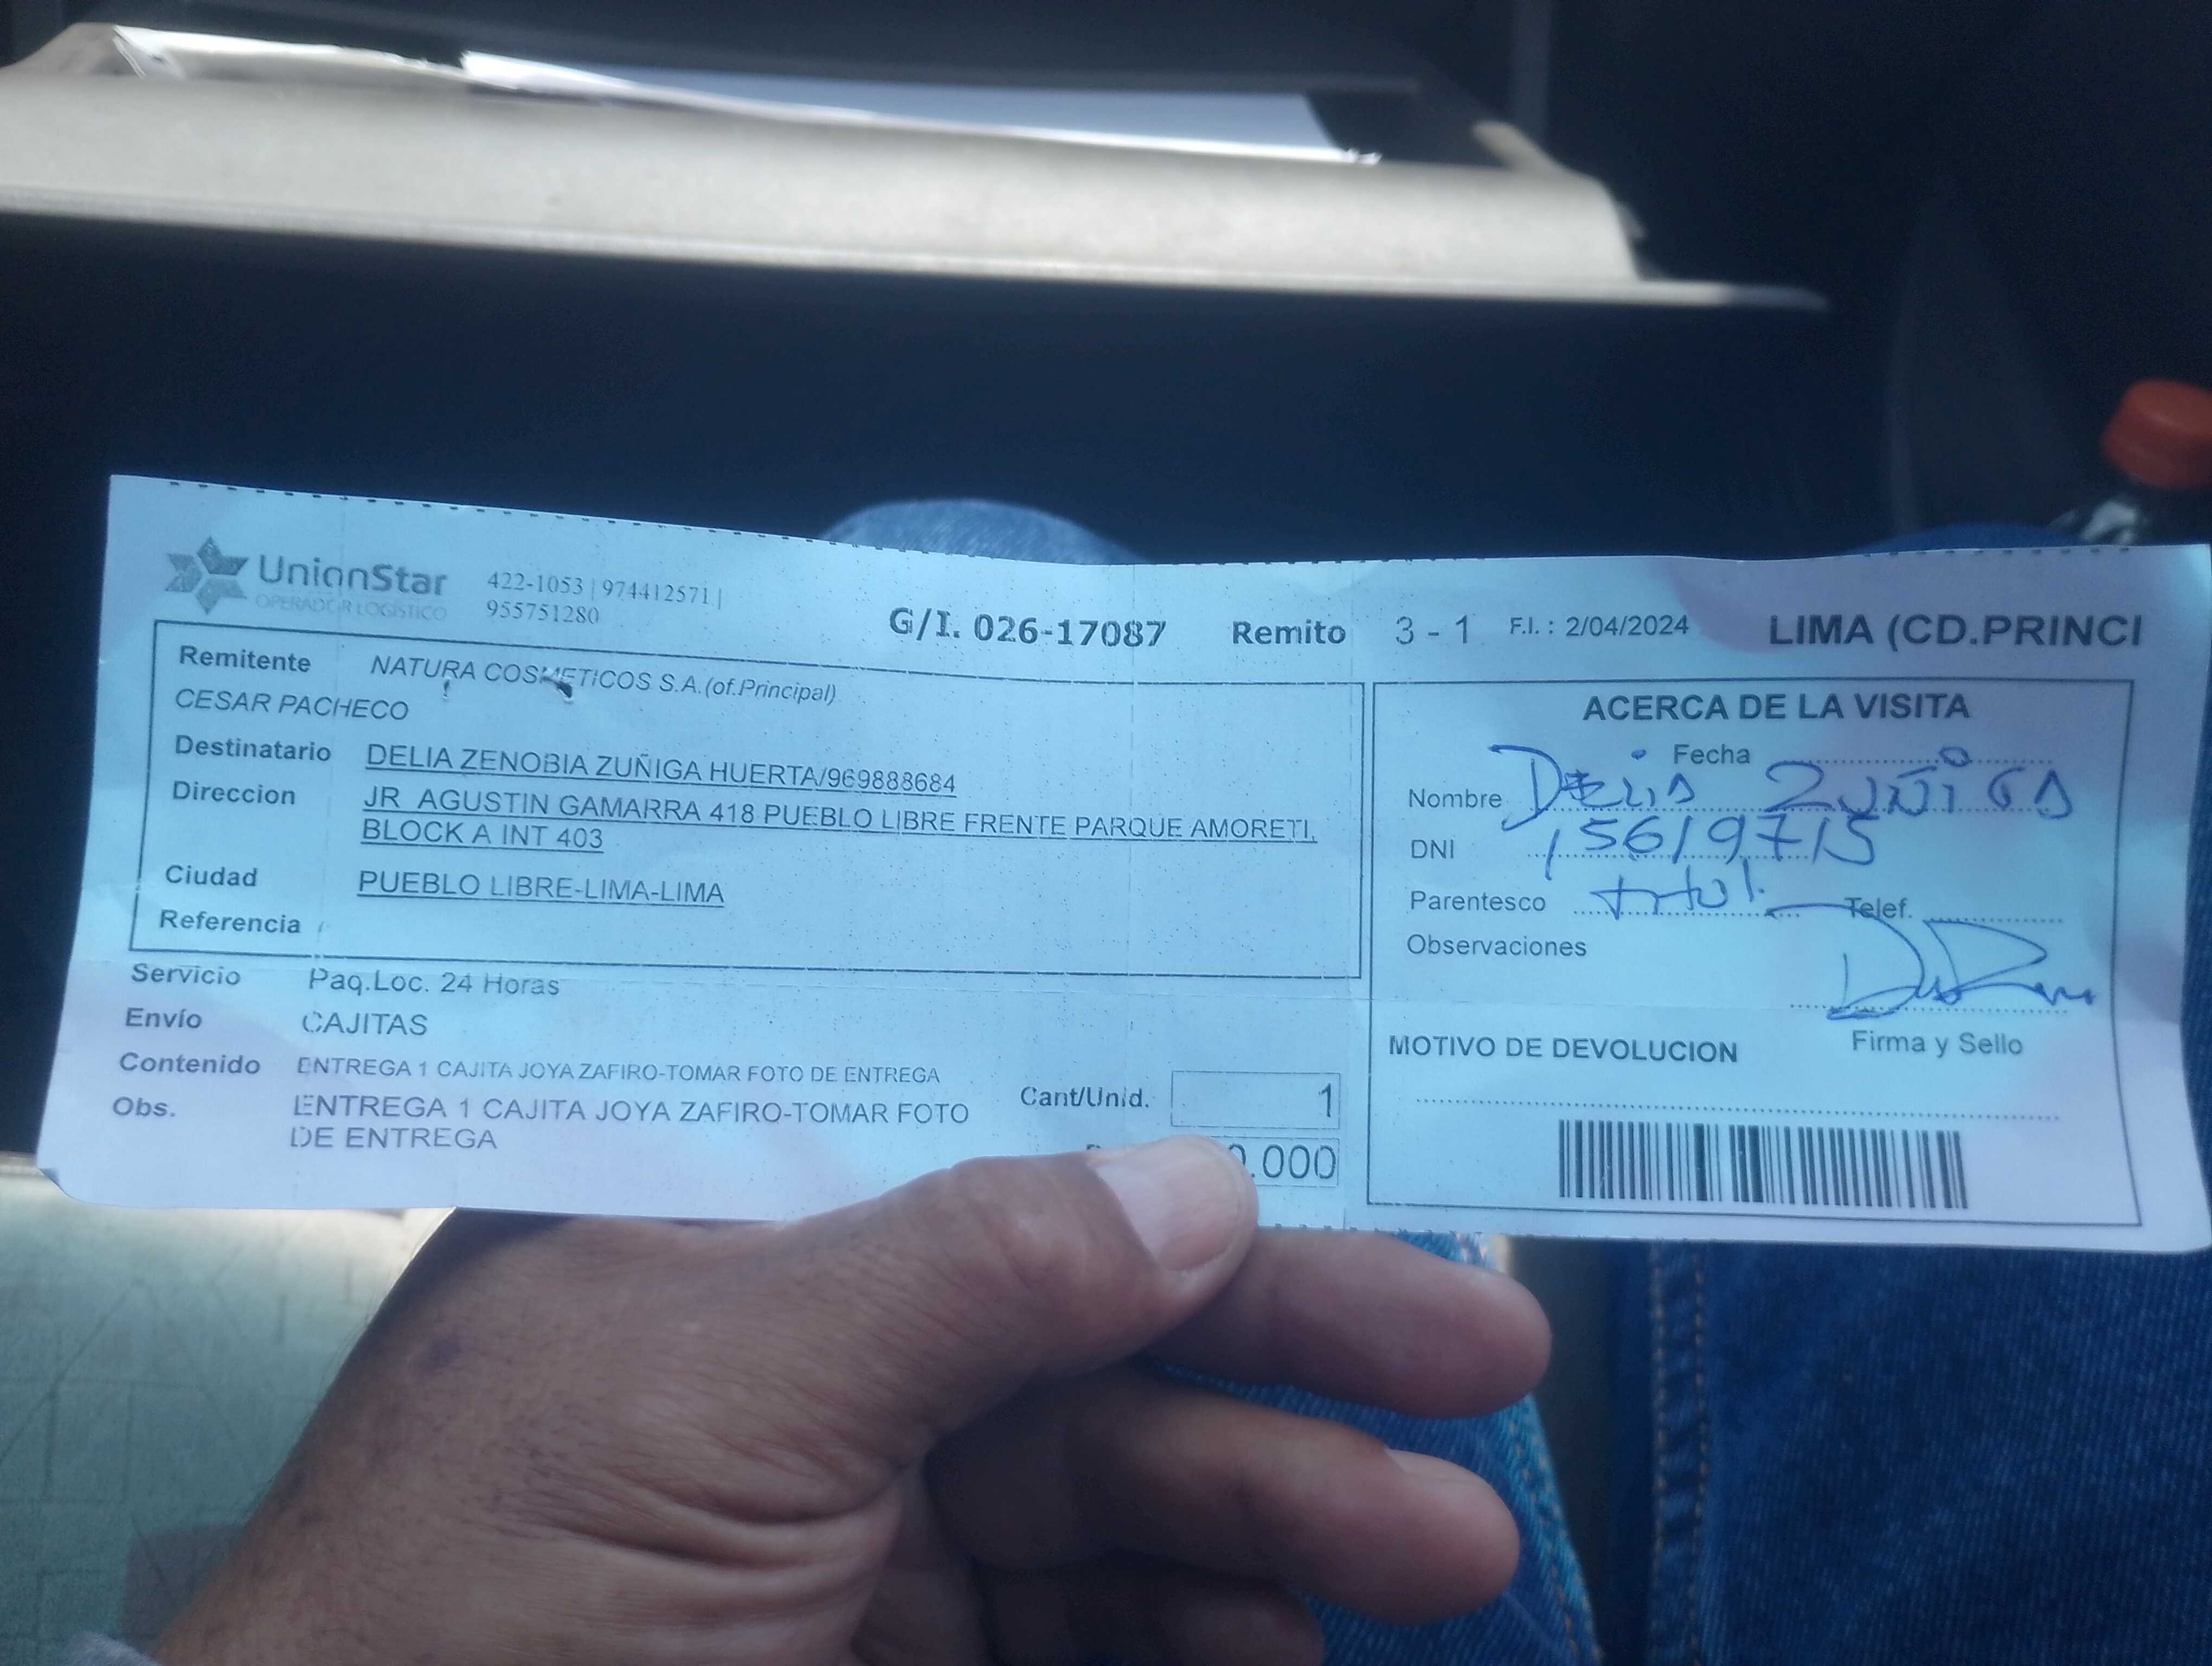 UnionStar
OPERADOR LOGISTICO
422-1053 | 974412571 |
955751280
G/I. 026-17087 Remito 3 - 1 F.I. : 2/04/2024 LIMA (CD.PRINCI
Remitente NATURA COSMETICOS S.A.(of.Principal)
CESAR PACHECO
Destinatario DELIA ZENOBIA ZUÑIGA HUERTA/969888684
Direccion JR AGUSTIN GAMARRA 418 PUEBLO LIBRE FRENTE PARQUE AMORETI,
BLOCK A INT 403
Ciudad PUEBLO LIBRE-LIMA-LIMA
Referencia
Servicio Paq.Loc. 24 Horas
Envío CAJITAS
Contenido ENTREGA 1 CAJITA JOYA ZAFIRO-TOMAR FOTO DE ENTREGA
Obs. ENTREGA 1 CAJITA JOYA ZAFIRO-TOMAR FOTO
DE ENTREGA
Cant/Unid. 1
.000
ACERCA DE LA VISITA
Fecha
Nombre Delia Zuñiga
DNI 15619715
Parentesco Telef.
Observaciones
Firma y Sello
MOTIVO DE DEVOLUCION